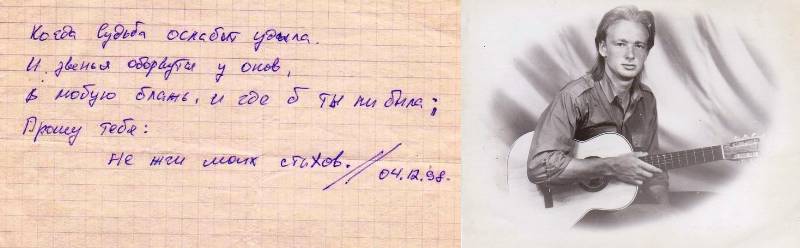 Когда Судьба ослабит удила.
И звенья оборвутся у оков,
В любую блажь, и где б ты ни была;
Прошу тебя:
Не жги моих стихов.
04.12.98.